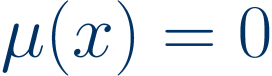 μ(x) = 0